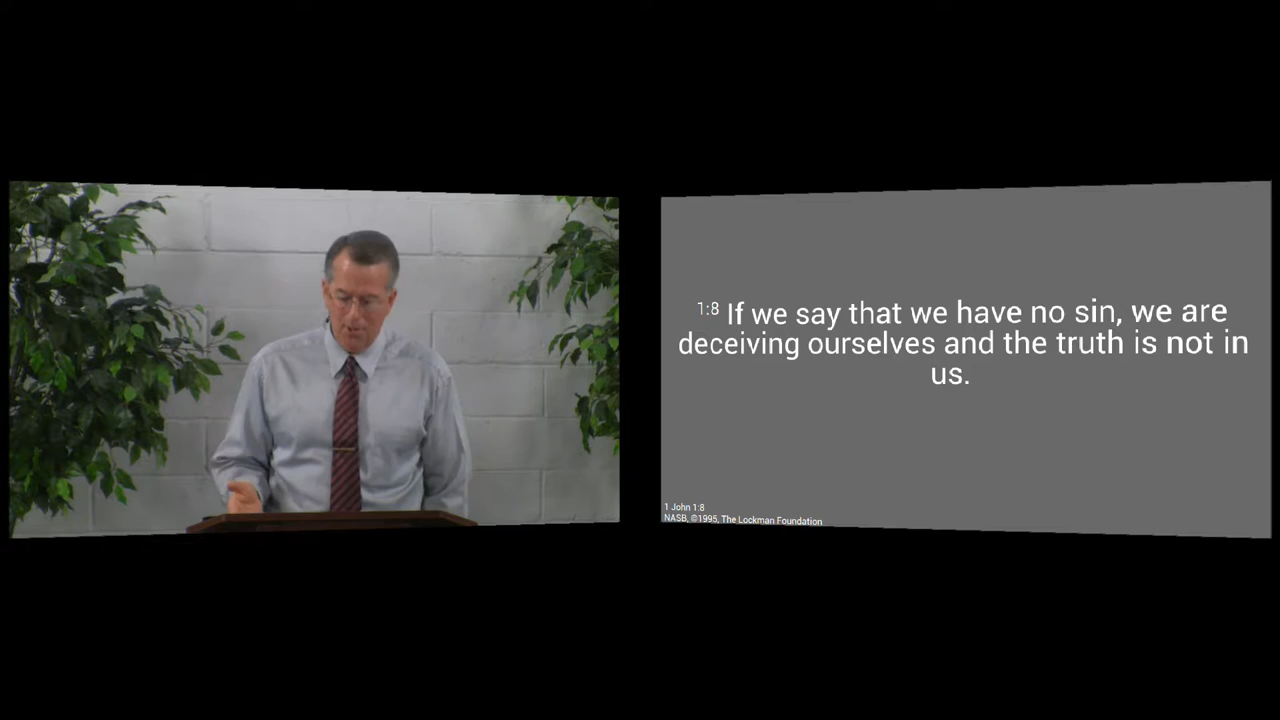 1:8 If we say that we have no sin, we are
deceiving ourselves and the truth is not in
us.
1 John 1:8
NASB, ©1995, The Lockman Foundation